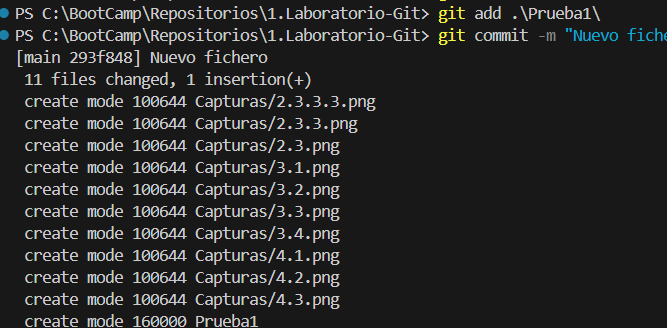 PS C:\BootCamp\Repositorios\1.Laboratorio-Git> git add .\Prueba1\
PS C:\BootCamp\Repositorios\1.Laboratorio-Git> git commit -m "Nuevo fiche
[main 293f848] Nuevo fichero
11 files changed, 1 insertion(+)
create mode 100644 Capturas/2.3.3.3.png
create mode 100644 Capturas/2.3.3.png
create mode 100644 Capturas/2.3.png
create mode 100644 Capturas/3.1.png
create mode 100644 Capturas/3.2.png
create mode 100644 Capturas/3.3.png
create mode 100644 Capturas/3.4.png
create mode 100644 Capturas/4.1.png
create mode 100644 Capturas/4.2.png
create mode 100644 Capturas/4.3.png
create mode 160000 Prueba1